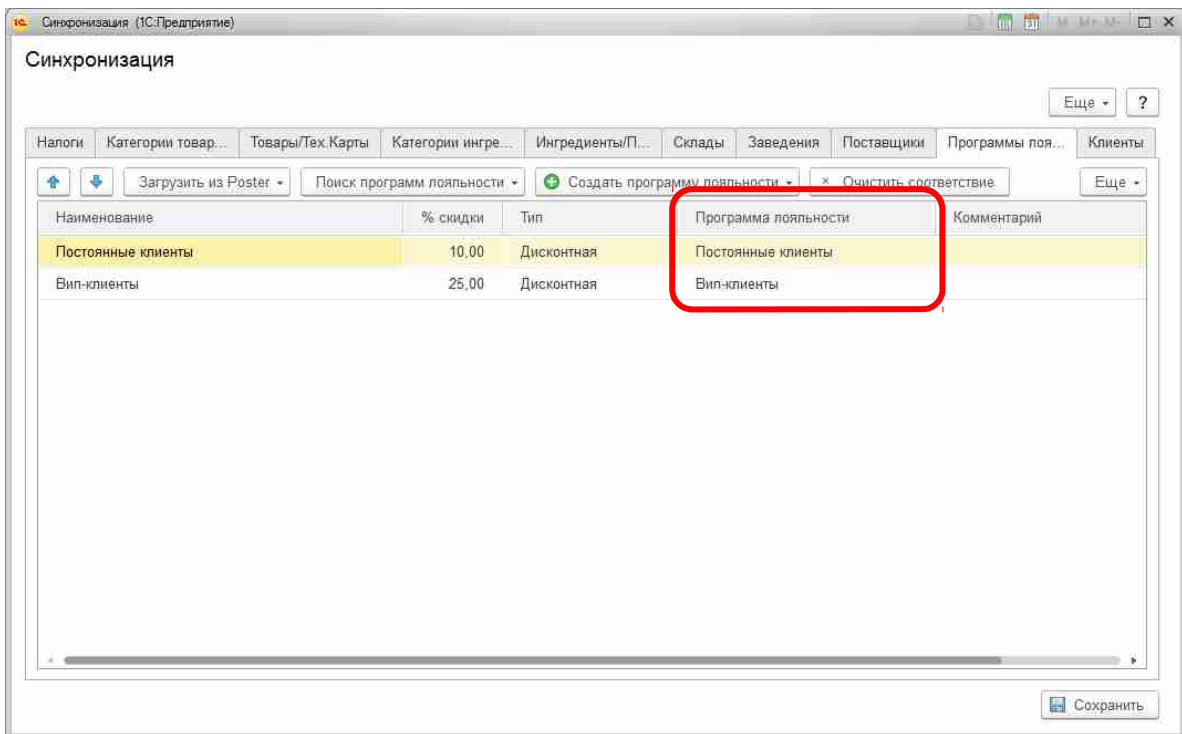 Синхронизация (1С:Предприятие)
M M+ M-
Синхронизация
Еще ?
Налоги Категории товар... Товары/Тех.Карты Категории ингре... Ингредиенты/П... Склады Заведения Поставщики Программы лоя... Клиенты
Загрузить из Poster Поиск программ лояльности Создать программу лояльности Очистить соответствие Еще
Наименование % скидки Тип Программа лояльности Комментарий
Постоянные клиенты 10,00 Дисконтная Постоянные клиенты
Вип-клиенты 25,00 Дисконтная Вип-клиенты
Сохранить